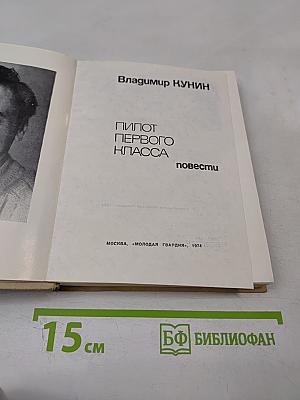 Владимир КУНИН
ПИЛОТ
ПЕРВОГО
КЛАССА
повести
МОСКВА, «МОЛОДАЯ ГВАРДИЯ», 1974
15 см
БФ БИБЛИОФАН